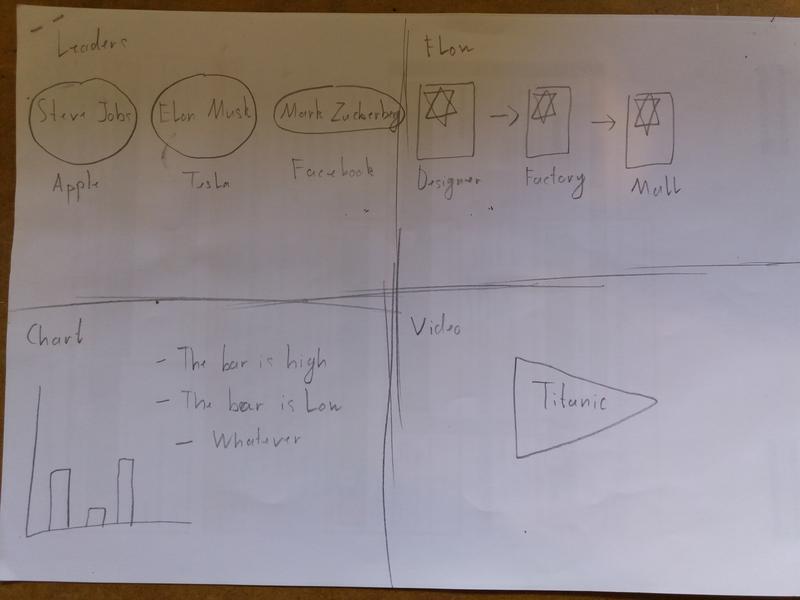 Leaders
Steve Jobs
Elon Musk
Mark Zuckerberg
Apple
Tesla
Facebook
Flow
Designer
Factory
Mall
Chart
- The bar is high
- The bar is Low
- Whatever
Video
Titanic